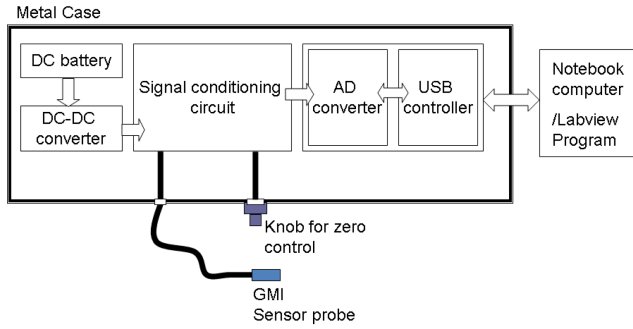 Metal Case
DC battery
DC-DC
converter
Signal conditioning
circuit
AD
converter
USB
controller
Notebook
computer
/Labview
Program
Knob for zero
control
GMI
Sensor probe